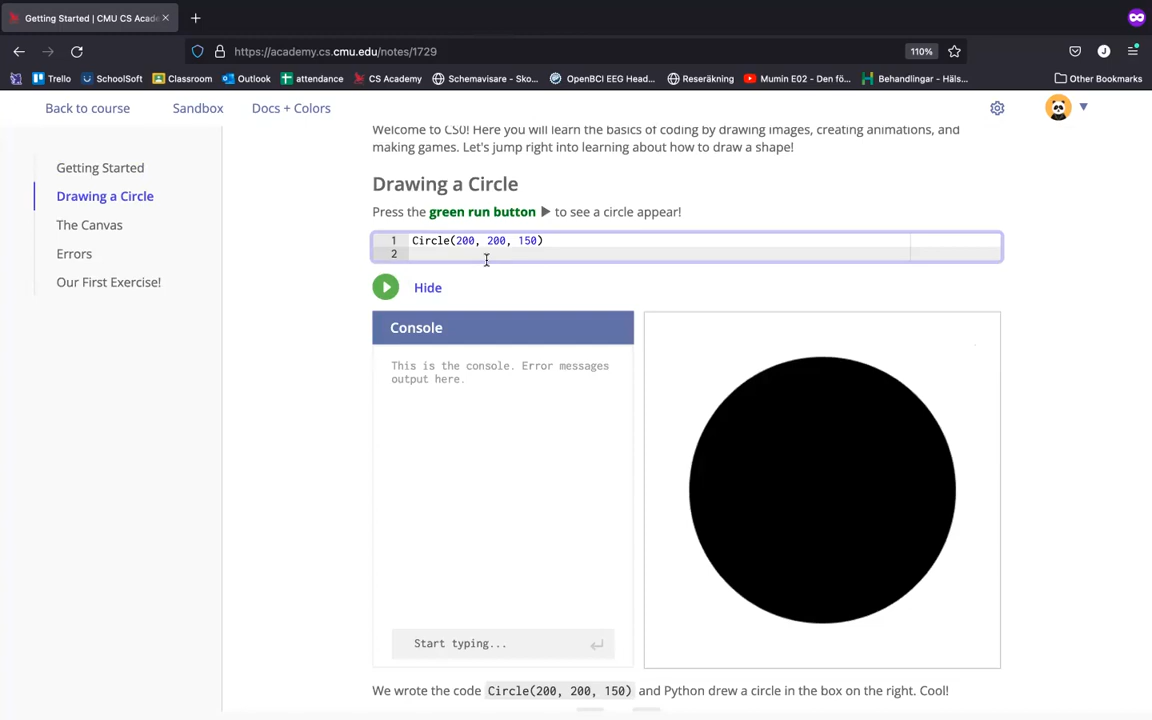 Getting Started | CMU CS Acade
https://academy.cs.cmu.edu/notes/1729
110%
J
Trello
SchoolSoft
Classroom
Outlook
attendance
CS Academy
Schemavisare - Sko...
OpenBCI EEG Head...
Reseräkning
Mumin E02 - Den fö...
Behandlingar - Häls...
Other Bookmarks
Back to course
Sandbox
Docs + Colors
Getting Started
Drawing a Circle
The Canvas
Errors
Our First Exercise!
Welcome to CS0! Here you will learn the basics of coding by drawing images, creating animations, and
making games. Let's jump right into learning about how to draw a shape!
Drawing a Circle
Press the green run button to see a circle appear!
1 Circle(200, 200, 150)
2
Hide
Console
This is the console. Error messages
output here.
Start typing...
We wrote the code Circle(200, 200, 150) and Python drew a circle in the box on the right. Cool!